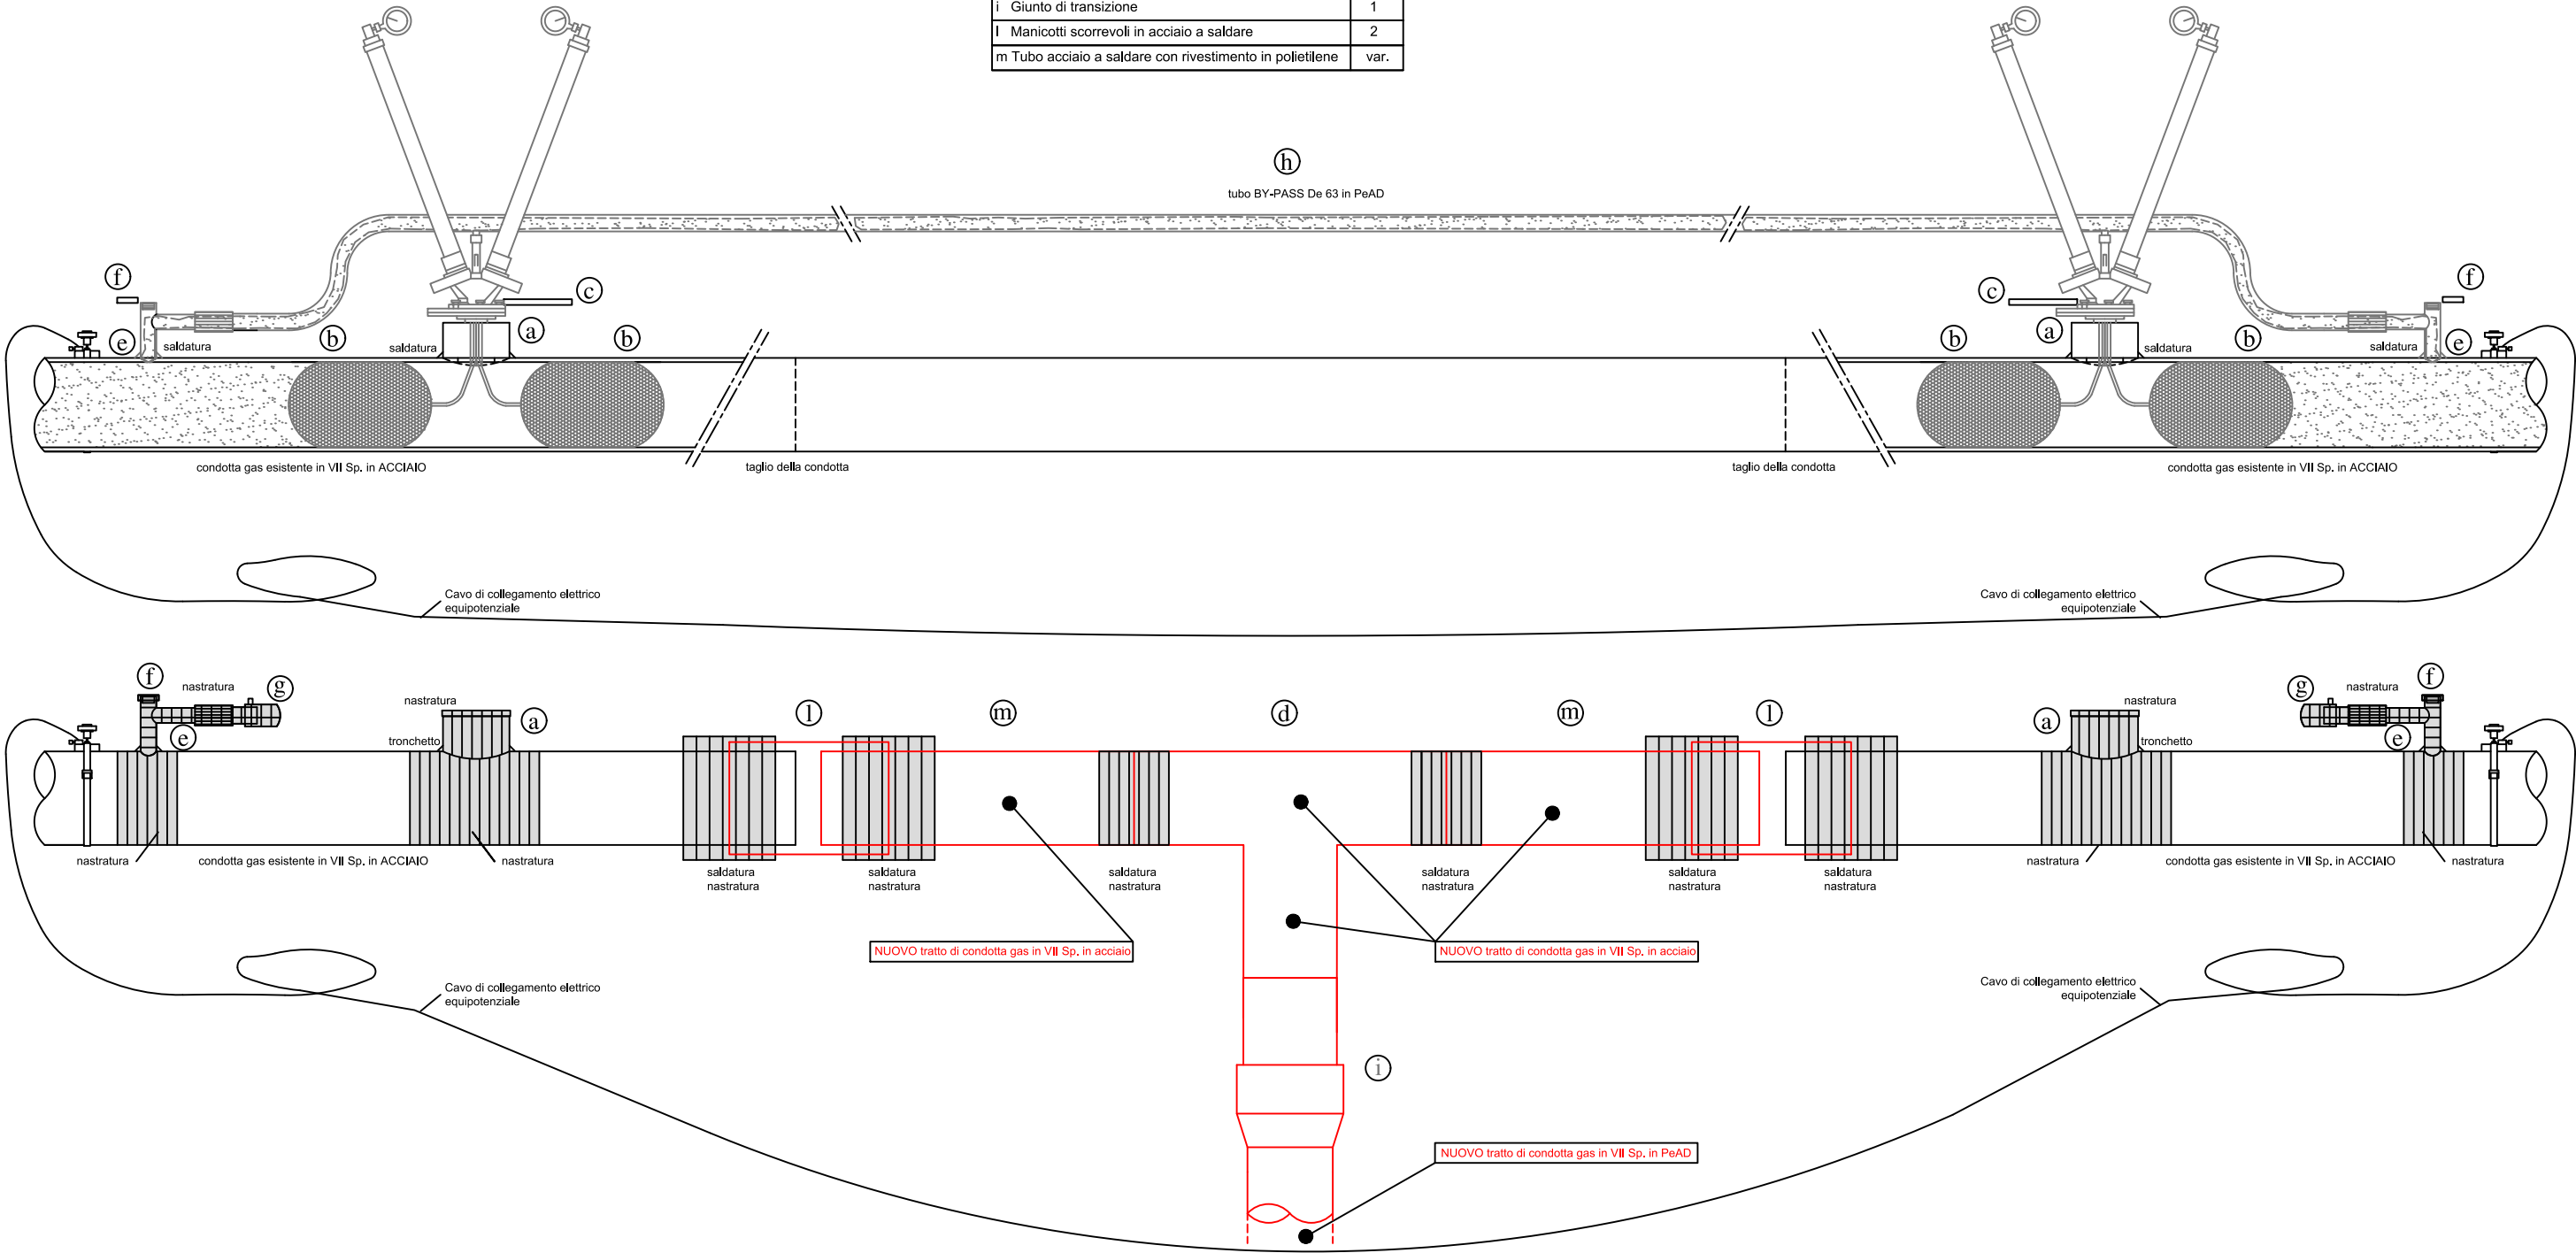 i Giunto di transizione 1
l Manicotti scorrevoli in acciaio a saldare 2
m Tubo acciaio a saldare con rivestimento in polietilene var.
h
tubo BY-PASS De 63 in PeAD
f
c
c
f
e
saldatura
b
saldatura
a
b
b
a
saldatura
b
saldatura
e
condotta gas esistente in VII Sp. in ACCIAIO
taglio della condotta
taglio della condotta
condotta gas esistente in VII Sp. in ACCIAIO
Cavo di collegamento elettrico
equipotenziale
Cavo di collegamento elettrico
equipotenziale
f
nastratura
g
nastratura
a
l
m
d
m
l
a
nastratura
g
nastratura
f
e
tronchetto
tronchetto
e
nastratura
condotta gas esistente in VII Sp. in ACCIAIO
nastratura
saldatura
nastratura
saldatura
nastratura
saldatura
nastratura
saldatura
nastratura
saldatura
nastratura
saldatura
nastratura
nastratura
condotta gas esistente in VII Sp. in ACCIAIO
nastratura
NUOVO tratto di condotta gas in VII Sp. in acciaio
NUOVO tratto di condotta gas in VII Sp. in acciaio
Cavo di collegamento elettrico
equipotenziale
Cavo di collegamento elettrico
equipotenziale
i
NUOVO tratto di condotta gas in VII Sp. in PeAD